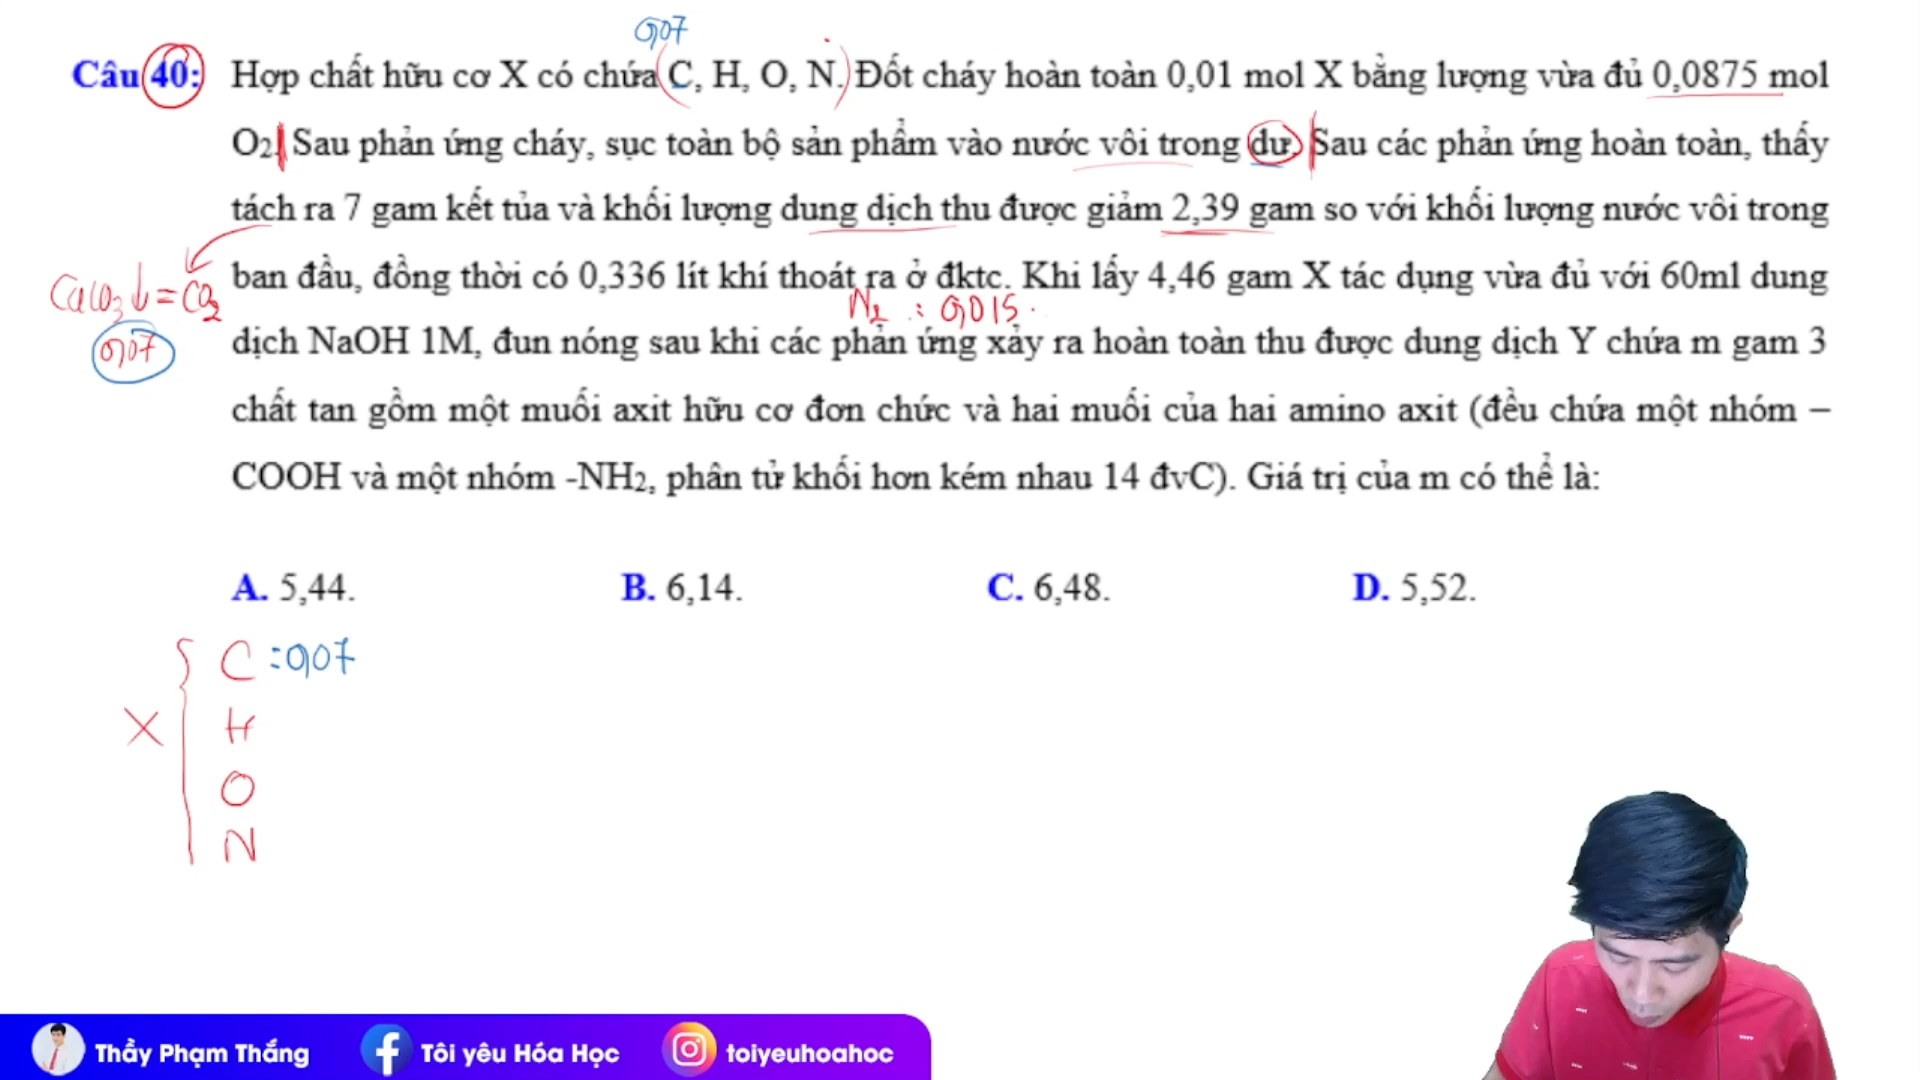 0,07
Câu 40: Hợp chất hữu cơ X có chứa C, H, O, N. Đốt cháy hoàn toàn 0,01 mol X bằng lượng vừa đủ 0,0875 mol
O2. Sau phản ứng cháy, sục toàn bộ sản phẩm vào nước vôi trong dư. Sau các phản ứng hoàn toàn, thấy
tách ra 7 gam kết tủa và khối lượng dung dịch thu được giảm 2,39 gam so với khối lượng nước vôi trong
ban đầu, đồng thời có 0,336 lít khí thoát ra ở đktc. Khi lấy 4,46 gam X tác dụng vừa đủ với 60ml dung
CaCO3↓ = CO2
N2 : 0,015.
0,07
dịch NaOH 1M, đun nóng sau khi các phản ứng xảy ra hoàn toàn thu được dung dịch Y chứa m gam 3
chất tan gồm một muối axit hữu cơ đơn chức và hai muối của hai amino axit (đều chứa một nhóm –
COOH và một nhóm -NH2, phân tử khối hơn kém nhau 14 đvC). Giá trị của m có thể là:
A. 5,44. B. 6,14. C. 6,48. D. 5,52.
C : 0,07
X H
O
N
Thầy Phạm Thắng Tôi yêu Hóa Học toiyeuhoahoc